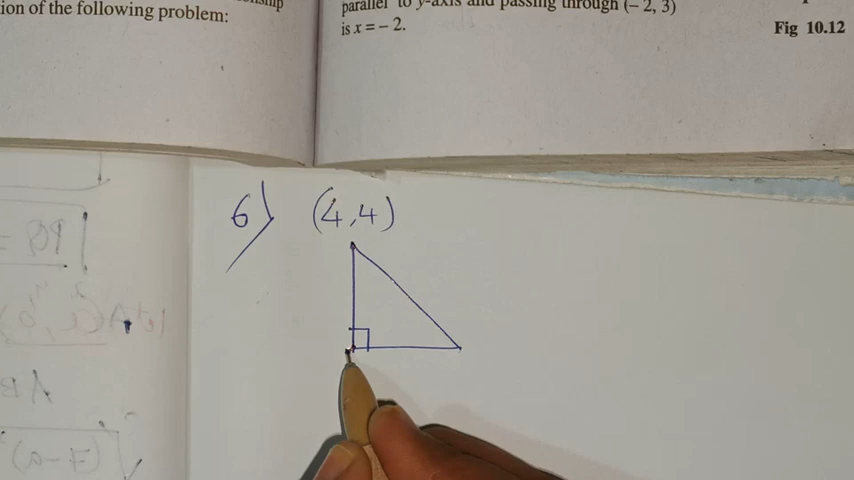 ion of the following problem:
parallel to y-axis and passing through (– 2, 3)
is x = – 2.
Fig 10.12
6) (4,4)